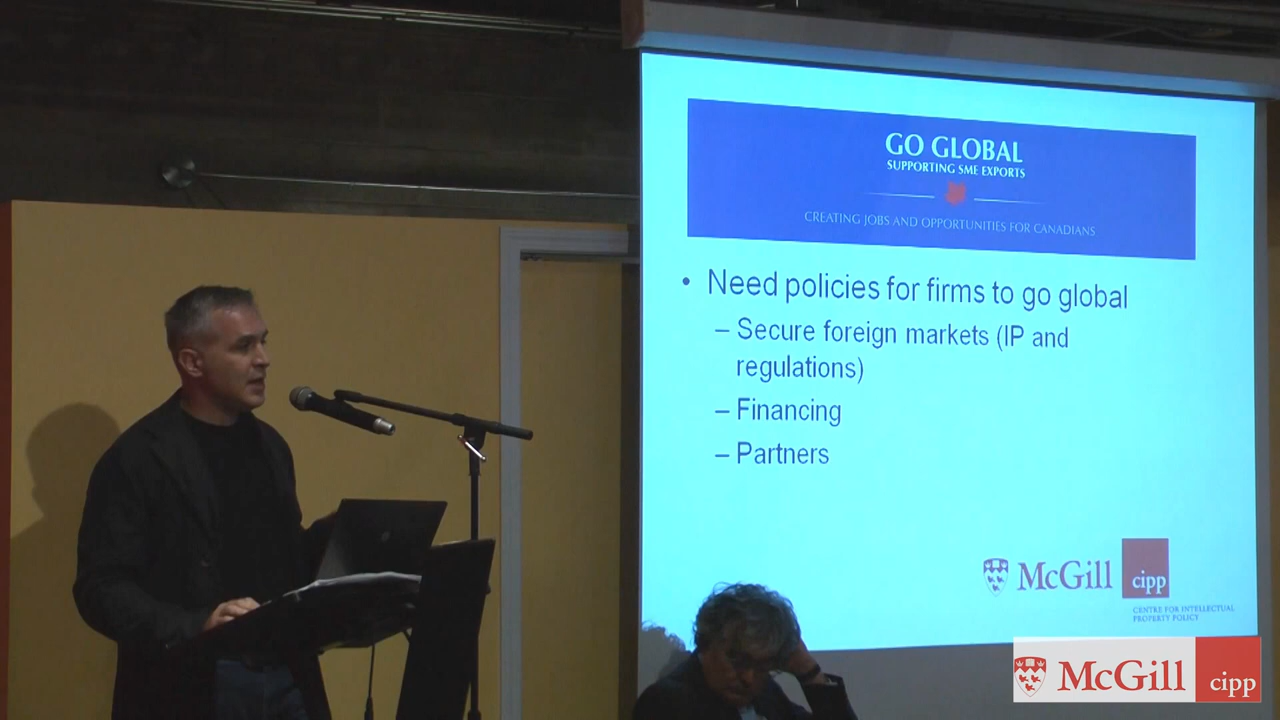 GO GLOBAL
SUPPORTING SME EXPORTS
CREATING JOBS AND OPPORTUNITIES FOR CANADIANS
• Need policies for firms to go global
– Secure foreign markets (IP and
regulations)
– Financing
– Partners
McGill
cipp
CENTRE FOR INTELLECTUAL
PROPERTY POLICY
McGill
cipp